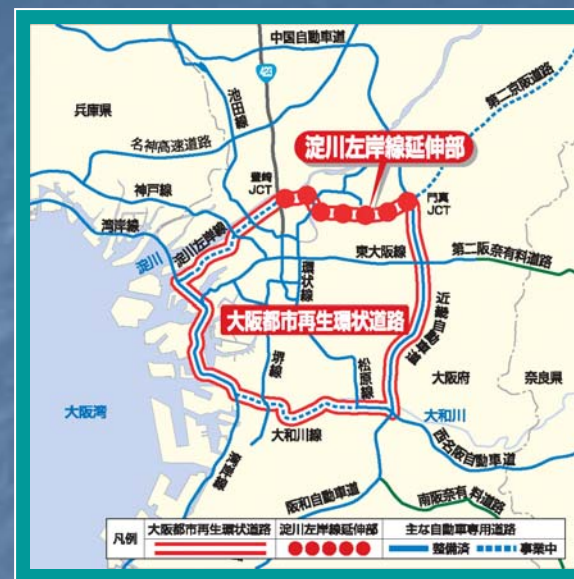 中国自動車道
423
池田線
第二京阪道路
兵庫県
名神高速道路
淀川左岸線延伸部
豊崎
JCT
門真
JCT
神戸線
湾岸線
淀川
淀川左岸線
東大阪線
第二阪奈有料道路
環状線
大阪都市再生環状道路
近畿自動車道
堺線
松原線
大阪府
奈良県
大阪湾
大和川
大和川線
西名阪自動車道
湾岸線
阪和自動車道
南阪奈有料道路
凡例
大阪都市再生環状道路
淀川左岸線延伸部
主な自動車専用道路
整備済
事業中